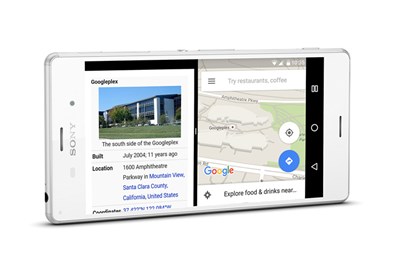 SONY
Googleplex
The south side of the Googleplex
Built July 2004; 11 years ago
Location 1600 Amphitheatre
Parkway in Mountain View,
Santa Clara County,
California, United States
Coordinates
Try restaurants, coffee
Amphitheatre Pkwy
Googleplex
Google
Explore food & drinks near...